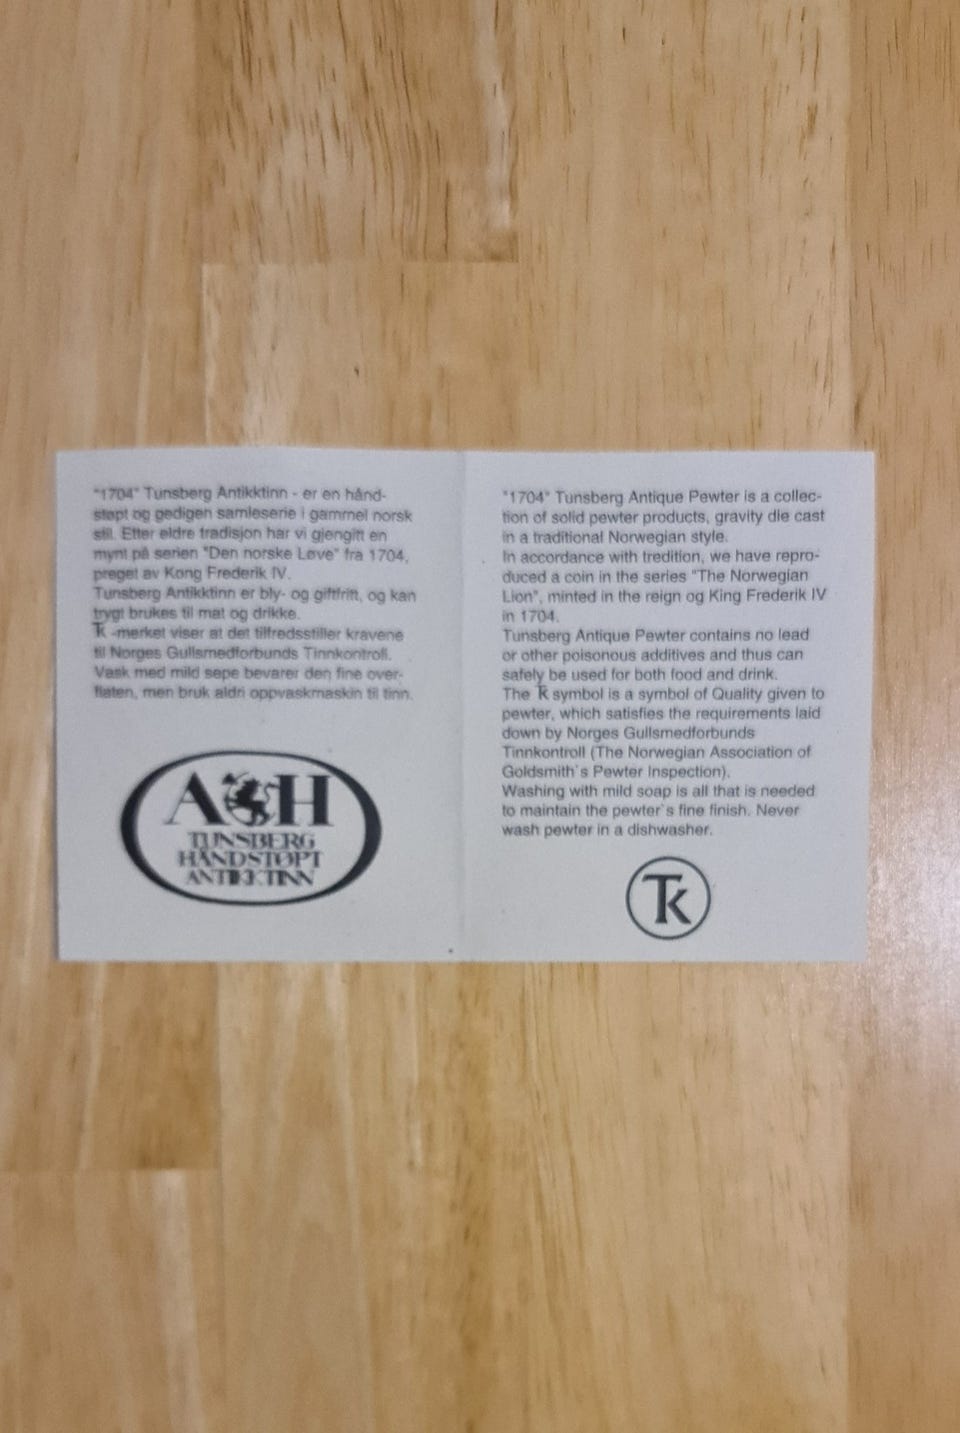 "1704" Tunsberg Antikktinn - er en hånd-
støpt og gedigen samleserie i gammel norsk
stil. Etter eldre tradisjon har vi gjengitt en
mynt på serien "Den norske Løve" fra 1704,
preget av Kong Frederik IV.
Tunsberg Antikktinn er bly- og giftfritt, og kan
trygt brukes til mat og drikke.
Tk -merket viser at det tilfredsstiller kravene
til Norges Gullsmedforbunds Tinnkontroll.
Vask med mild sepe bevarer den fine over-
flaten, men bruk aldri oppvaskmaskin til tinn.
A H
TUNSBERG
HÅNDSTØPT
ANTIKKTINN
"1704" Tunsberg Antique Pewter is a collec-
tion of solid pewter products, gravity die cast
in a traditional Norwegian style.
In accordance with tredition, we have repro-
duced a coin in the series "The Norwegian
Lion", minted in the reign og King Frederik IV
in 1704.
Tunsberg Antique Pewter contains no lead
or other poisonous additives and thus can
safely be used for both food and drink.
The Tk symbol is a symbol of Quality given to
pewter, which satisfies the requirements laid
down by Norges Gullsmedforbunds
Tinnkontroll (The Norwegian Association of
Goldsmith`s Pewter Inspection).
Washing with mild soap is all that is needed
to maintain the pewter`s fine finish. Never
wash pewter in a dishwasher.
Tk